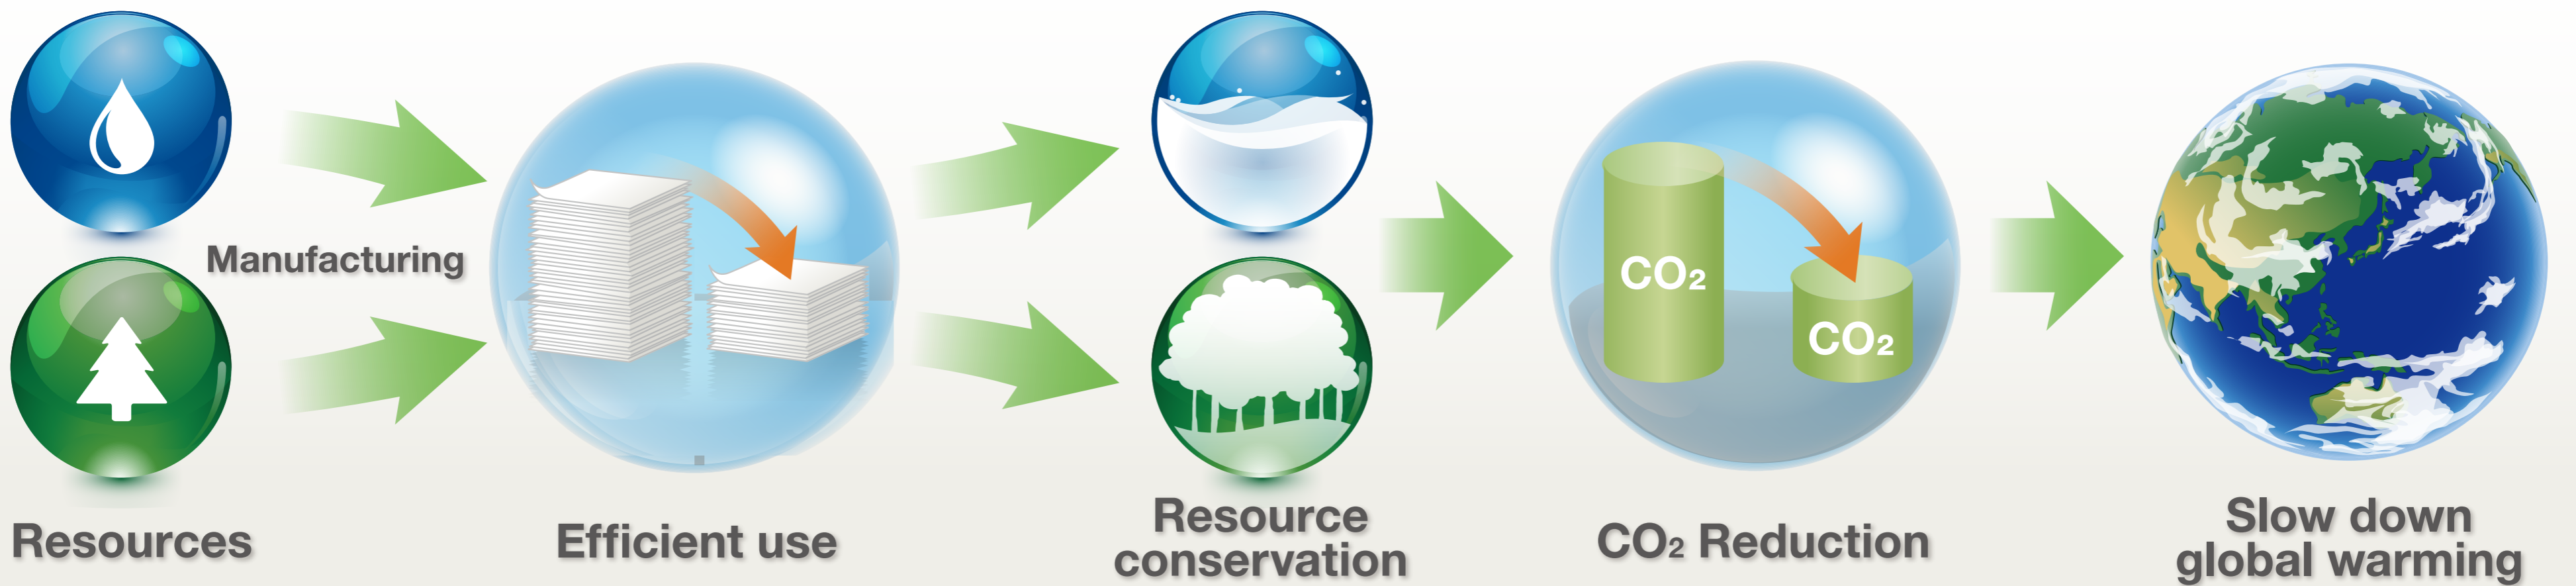 Manufacturing
Resources
Efficient use
Resource
conservation
CO₂
CO₂
CO₂ Reduction
Slow down
global warming